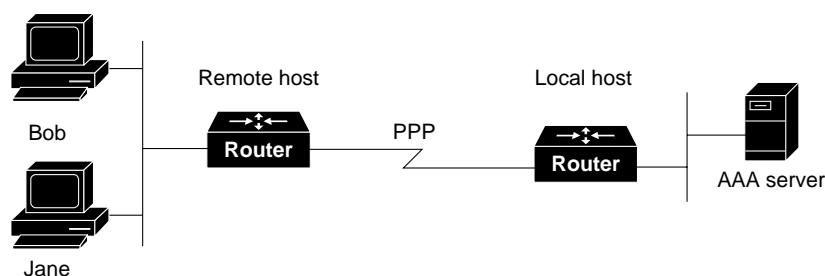 Remote host
Local host
Bob
Router
PPP
Router
AAA server
Jane